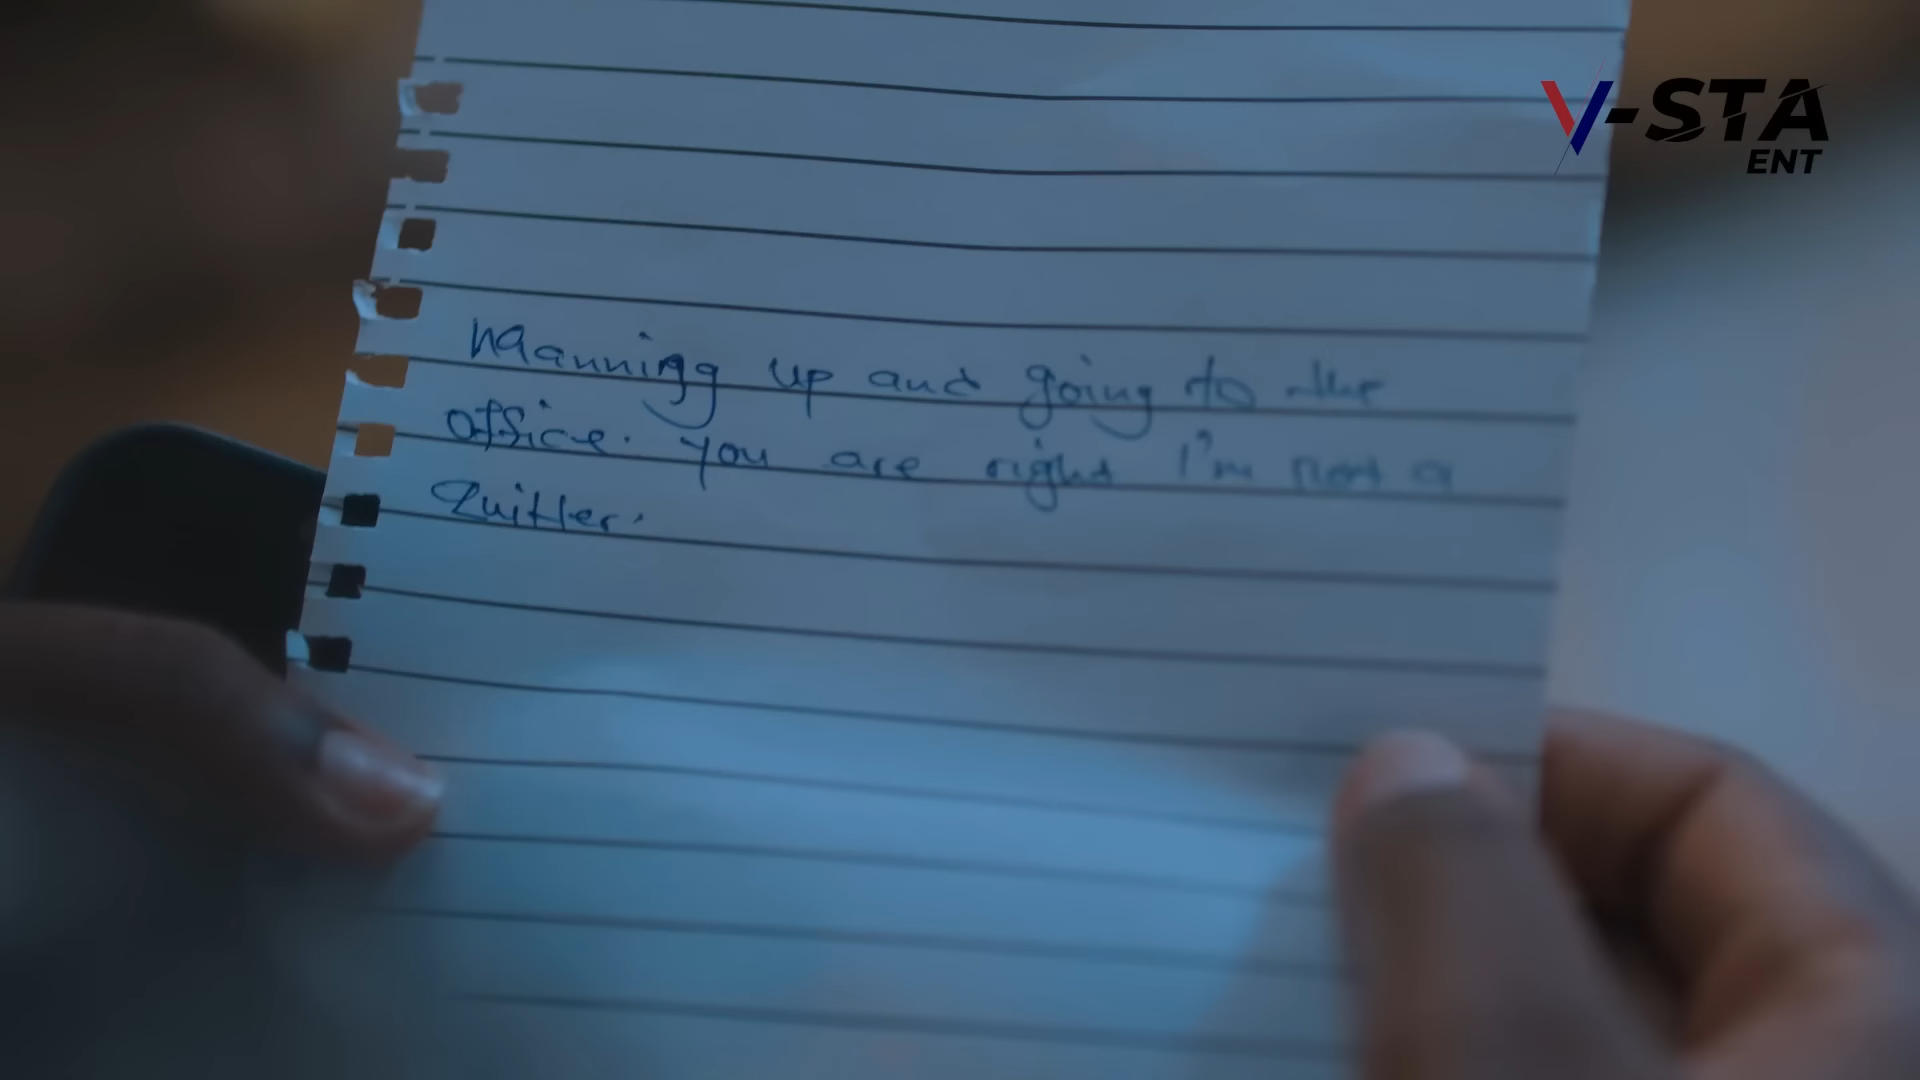 V-STA
ENT
Manning up and going to the
office. You are right I'm not a
Quitter.